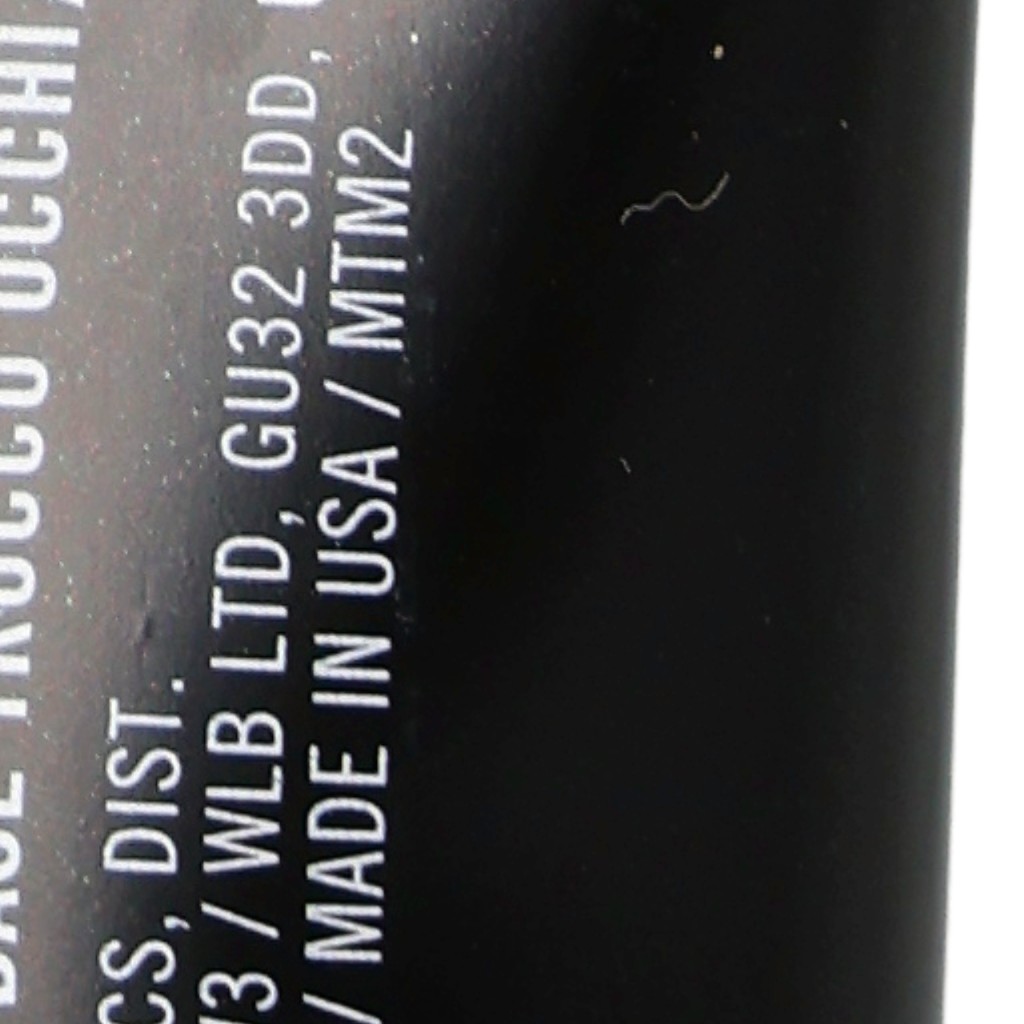 BASE TRUCCO OCCHI
CS, DIST.
3 / WLB LTD, GU32 3DD,
/ MADE IN USA / MTM2